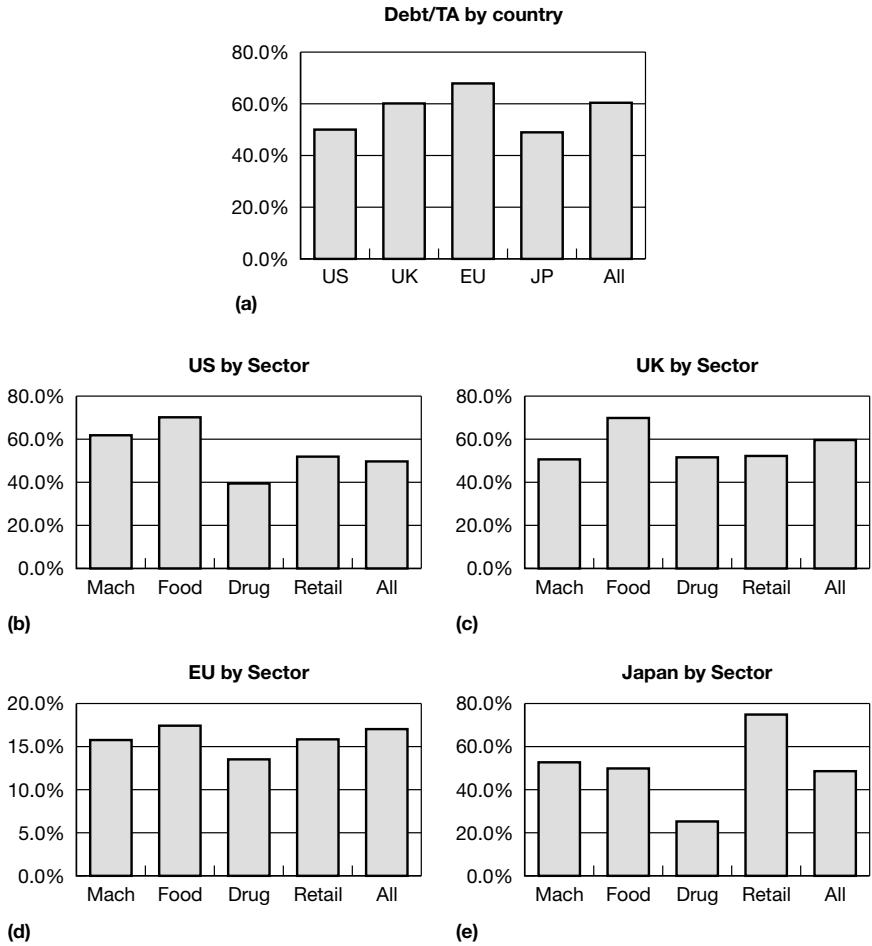 Debt/TA by country
80.0%
60.0%
40.0%
20.0%
0.0%
US UK EU JP All
(a)
US by Sector
80.0%
60.0%
40.0%
20.0%
0.0%
Mach Food Drug Retail All
(b)
UK by Sector
80.0%
60.0%
40.0%
20.0%
0.0%
Mach Food Drug Retail All
(c)
EU by Sector
20.0%
15.0%
10.0%
5.0%
0.0%
Mach Food Drug Retail All
(d)
Japan by Sector
80.0%
60.0%
40.0%
20.0%
0.0%
Mach Food Drug Retail All
(e)